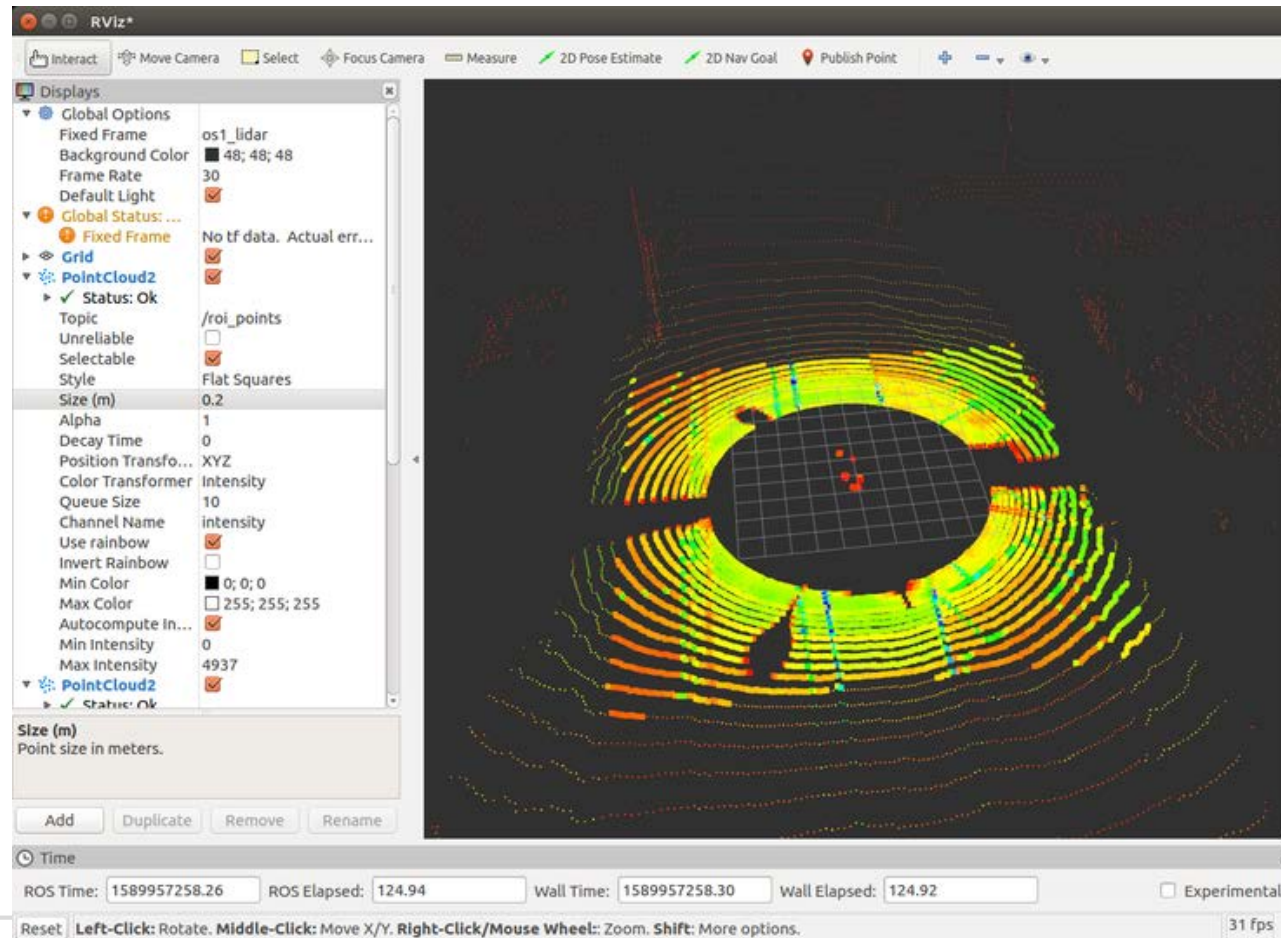 RViz*
Interact Move Camera Select Focus Camera Measure 2D Pose Estimate 2D Nav Goal Publish Point
Displays
Global Options
Fixed Frame os1_lidar
Background Color 48; 48; 48
Frame Rate 30
Default Light
Global Status: ...
Fixed Frame No tf data. Actual err...
Grid
PointCloud2
Status: Ok
Topic /roi_points
Unreliable
Selectable
Style Flat Squares
Size (m) 0.2
Alpha 1
Decay Time 0
Position Transfo... XYZ
Color Transformer Intensity
Queue Size 10
Channel Name intensity
Use rainbow
Invert Rainbow
Min Color 0; 0; 0
Max Color 255; 255; 255
Autocompute In...
Min Intensity 0
Max Intensity 4937
PointCloud2
Status: Ok
Size (m)
Point size in meters.
Add Duplicate Remove Rename
Time
ROS Time: 1589957258.26 ROS Elapsed: 124.94 Wall Time: 1589957258.30 Wall Elapsed: 124.92 Experimental
Reset Left-Click: Rotate. Middle-Click: Move X/Y. Right-Click/Mouse Wheel:: Zoom. Shift: More options. 31 fps